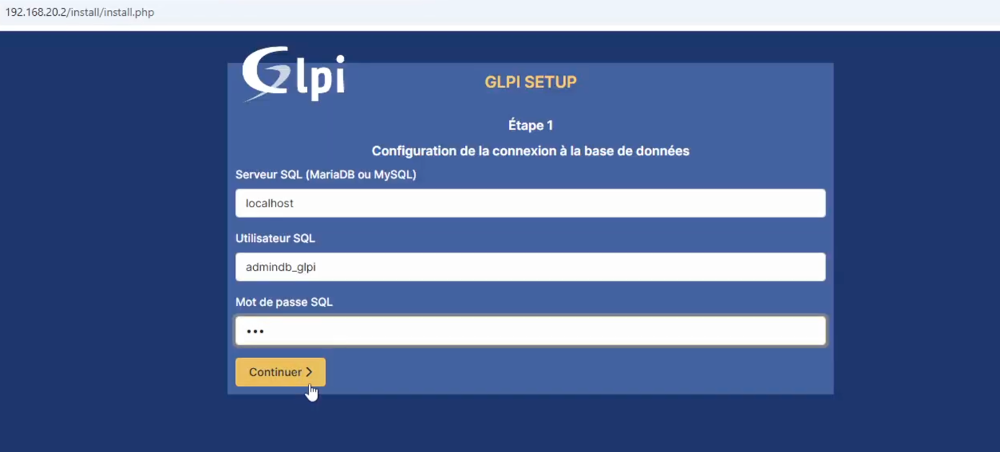 192.168.20.2/install/install.php
Glpi
GLPI SETUP
Étape 1
Configuration de la connexion à la base de données
Serveur SQL (MariaDB ou MySQL)
localhost
Utilisateur SQL
admindb_glpi
Mot de passe SQL
•••
Continuer >